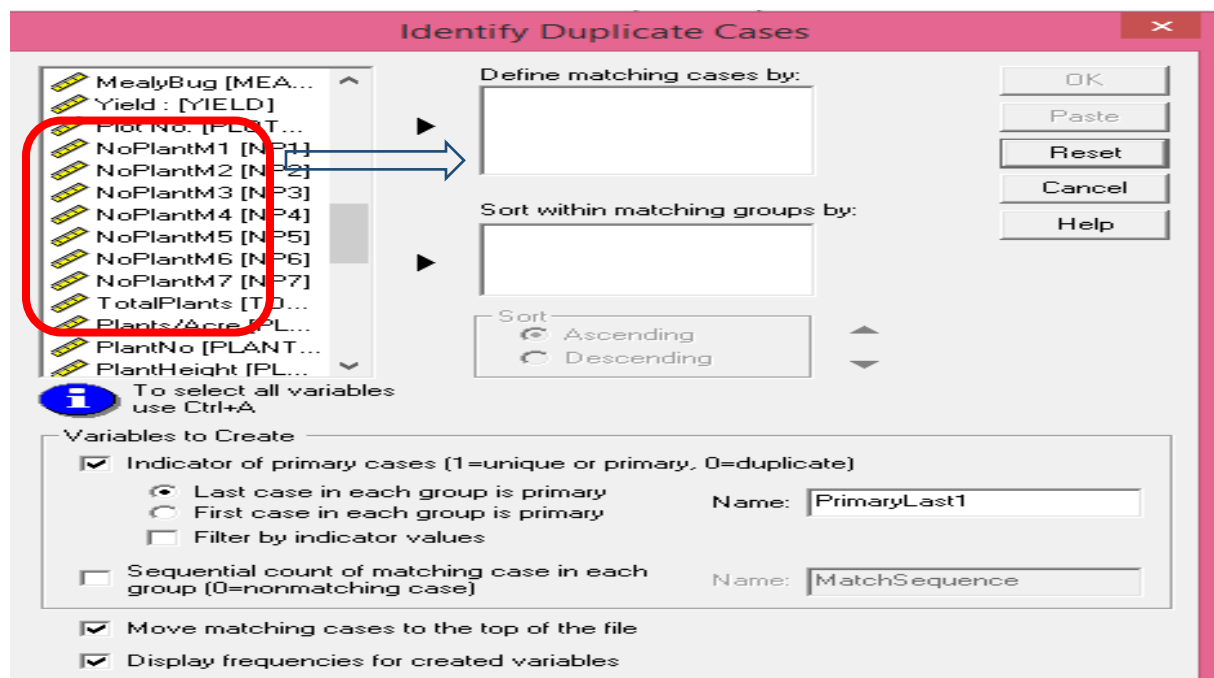 Identify Duplicate Cases
MealyBug [MEA...
Yield : [YIELD]
Plot No. [PLOT...
NoPlantM1 [NP1]
NoPlantM2 [NP2]
NoPlantM3 [NP3]
NoPlantM4 [NP4]
NoPlantM5 [NP5]
NoPlantM6 [NP6]
NoPlantM7 [NP7]
TotalPlants [TO...
Plants/Acre [PL...
PlantNo [PLANT...
PlantHeight [PL...
To select all variables
use Ctrl+A
Define matching cases by:
Sort within matching groups by:
Sort
Ascending
Descending
OK
Paste
Reset
Cancel
Help
Variables to Create
Indicator of primary cases (1=unique or primary, 0=duplicate)
Last case in each group is primary
First case in each group is primary
Name: PrimaryLast1
Filter by indicator values
Sequential count of matching case in each
group (0=nonmatching case)
Name: MatchSequence
Move matching cases to the top of the file
Display frequencies for created variables